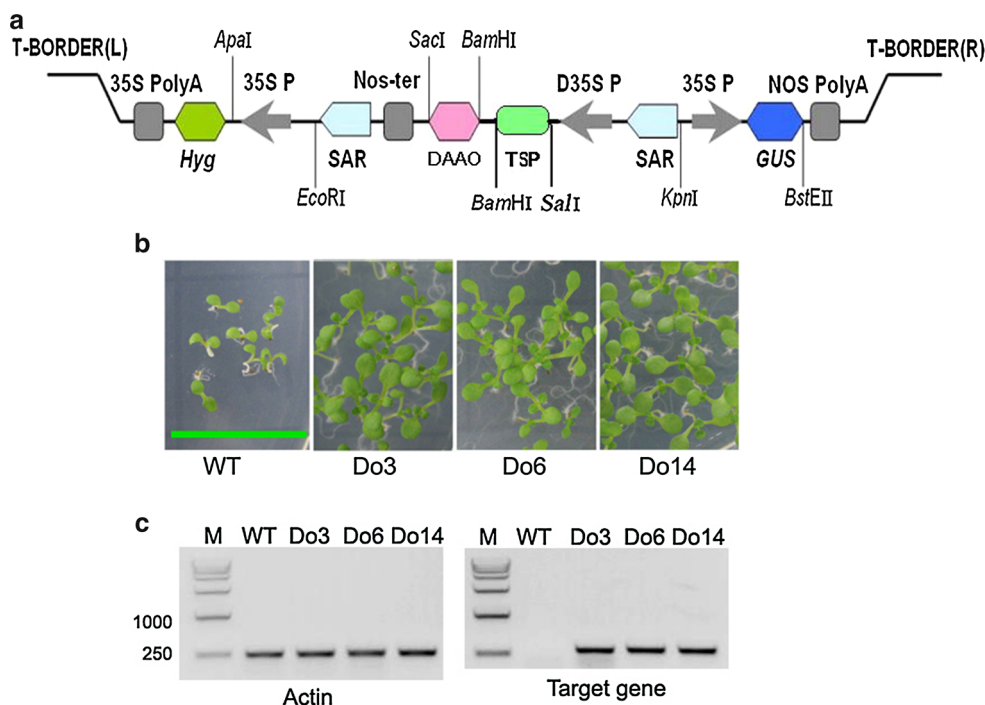 a
ApaI SacI BamHI
T-BORDER(L) T-BORDER(R)
35S PolyA 35S P Nos-ter D35S P 35S P NOS PolyA
Hyg SAR DAAO TSP SAR GUS
EcoRI BamHI SalI KpnI BstEII
b
WT Do3 Do6 Do14
c
M WT Do3 Do6 Do14 M WT Do3 Do6 Do14
1000
250
Actin Target gene